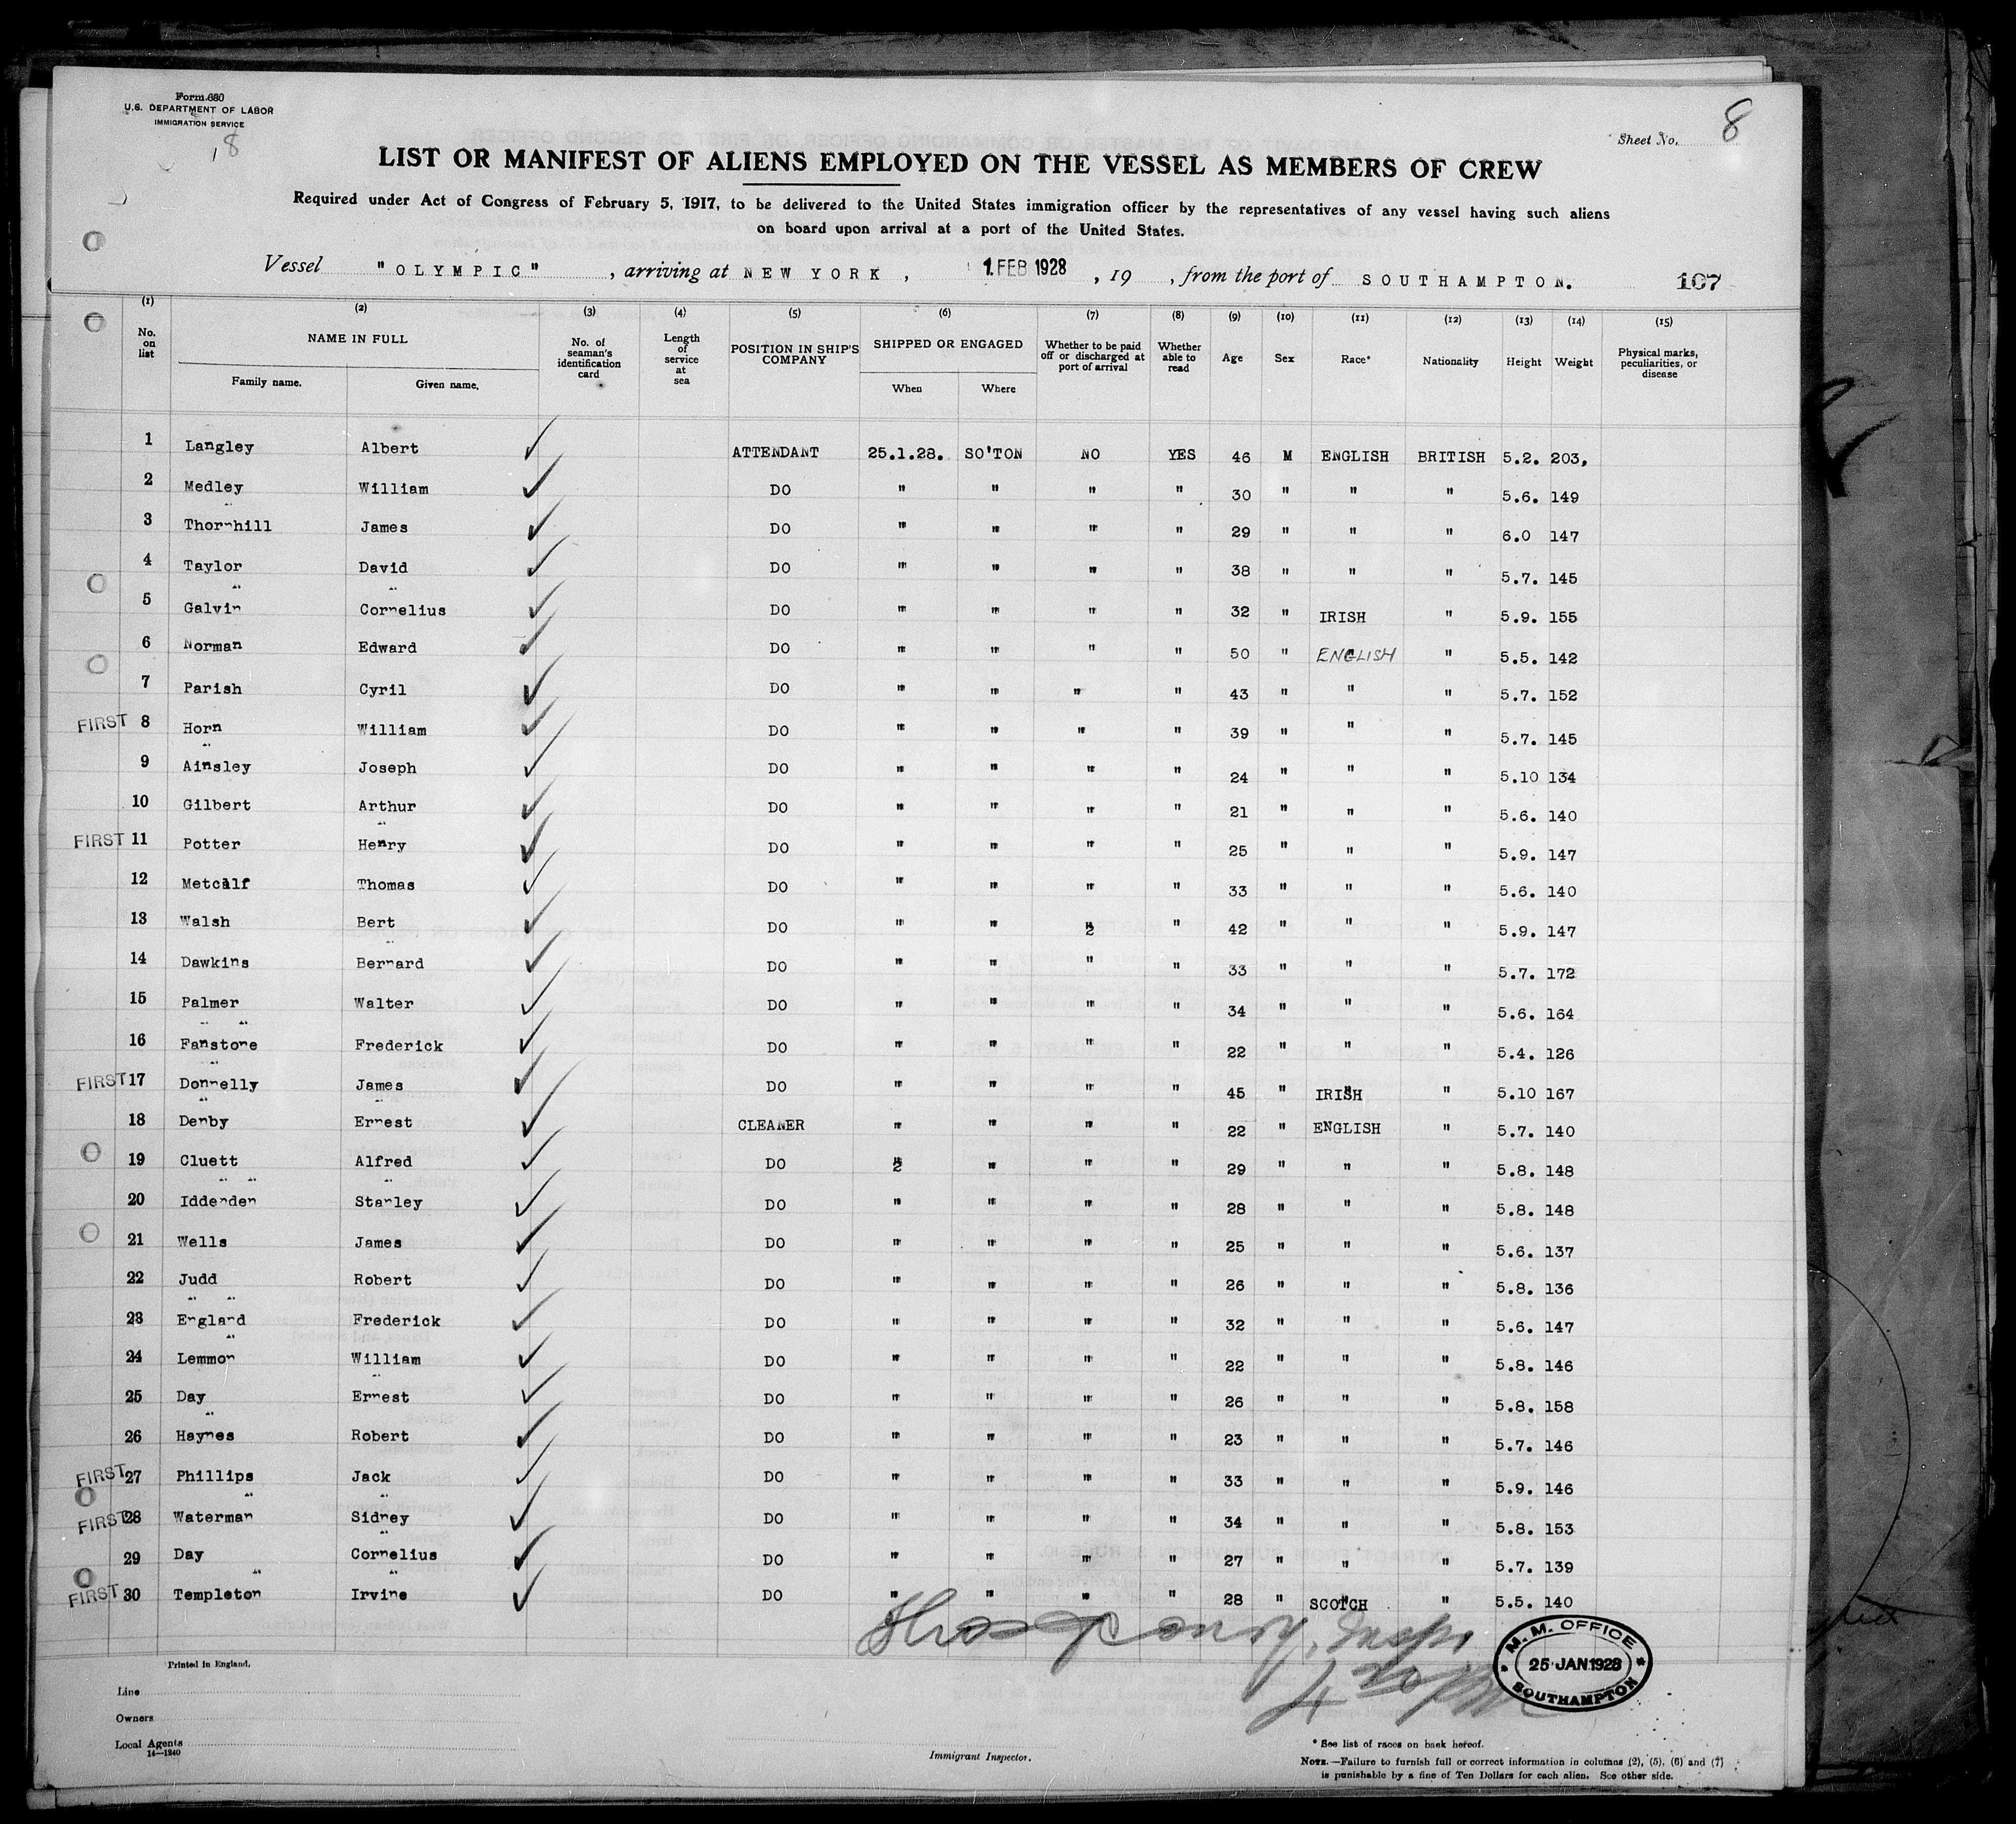 Form 680
U.S. DEPARTMENT OF LABOR
IMMIGRATION SERVICE
8
Sheet No. 8
LIST OR MANIFEST OF ALIENS EMPLOYED ON THE VESSEL AS MEMBERS OF CREW
Required under Act of Congress of February 5, 1917, to be delivered to the United States immigration officer by the representatives of any vessel having such aliens
on board upon arrival at a port of the United States.
Vessel "OLYMPIC", arriving at NEW YORK, 1 FEB 1928, 19 , from the port of SOUTHAMPTON. 107
(1) (2) (3) (4) (5) (6) (7) (8) (9) (10) (11) (12) (13) (14) (15)
No. on list NAME IN FULL Family name. Given name. No. of seaman's identification card Length of service at sea POSITION IN SHIP'S COMPANY SHIPPED OR ENGAGED When Where Whether to be paid off or discharged at port of arrival Whether able to read Age Sex Race* Nationality Height Weight Physical marks, peculiarities, or disease
1 Langley Albert ✓ ATTENDANT 25.1.28. SO'TON NO YES 46 M ENGLISH BRITISH 5.2. 203,
2 Medley William ✓ DO " " " " 30 " " " 5.6. 149
3 Thornhill James ✓ DO " " " " 29 " " " 6.0 147
4 Taylor David ✓ DO " " " " 38 " " " 5.7. 145
5 Galvin Cornelius ✓ DO " " " " 32 " IRISH " 5.9. 155
6 Norman Edward ✓ DO " " " " 50 " ENGLISH " 5.5. 142
7 Parish Cyril ✓ DO " " " " 43 " " " 5.7. 152
FIRST 8 Horn William ✓ DO " " " " 39 " " " 5.7. 145
9 Ainsley Joseph ✓ DO " " " " 24 " " " 5.10 134
10 Gilbert Arthur ✓ DO " " " " 21 " " " 5.6. 140
FIRST 11 Potter Henry ✓ DO " " " " 25 " " " 5.9. 147
12 Metcalf Thomas ✓ DO " " " " 33 " " " 5.6. 140
13 Walsh Bert ✓ DO " " " " 42 " " " 5.9. 147
14 Dawkins Bernard ✓ DO " " " " 33 " " " 5.7. 172
15 Palmer Walter ✓ DO " " " " 34 " " " 5.6. 164
16 Fanstone Frederick ✓ DO " " " " 22 " " " 5.4. 126
FIRST 17 Donnelly James ✓ DO " " " " 45 " IRISH " 5.10 167
18 Denby Ernest ✓ CLEANER " " " " 22 " ENGLISH " 5.7. 140
19 Cluett Alfred ✓ DO " " " " 29 " " " 5.8. 148
20 Iddenden Stanley ✓ DO " " " " 28 " " " 5.8. 148
21 Wells James ✓ DO " " " " 25 " " " 5.6. 137
22 Judd Robert ✓ DO " " " " 26 " " " 5.8. 136
23 England Frederick ✓ DO " " " " 32 " " " 5.6. 147
24 Lemmon William ✓ DO " " " " 22 " " " 5.8. 146
25 Day Ernest ✓ DO " " " " 26 " " " 5.8. 158
26 Haynes Robert ✓ DO " " " " 23 " " " 5.7. 146
FIRST 27 Phillips Jack ✓ DO " " " " 33 " " " 5.9. 146
FIRST 28 Waterman Sidney ✓ DO " " " " 34 " " " 5.8. 153
29 Day Cornelius ✓ DO " " " " 27 " " " 5.7. 139
FIRST 30 Templeton Irvine ✓ DO " " " " 28 " SCOTCH " 5.5. 140
M.M. OFFICE
25 JAN 1928
SOUTHAMPTON
Printed in England.
Line
Owners
Local Agents
14—1240
Immigrant Inspector.
* See list of races on back hereof.
NOTE.—Failure to furnish full or correct information in columns (2), (5), (6) and (7)
is punishable by a fine of Ten Dollars for each alien. See other side.